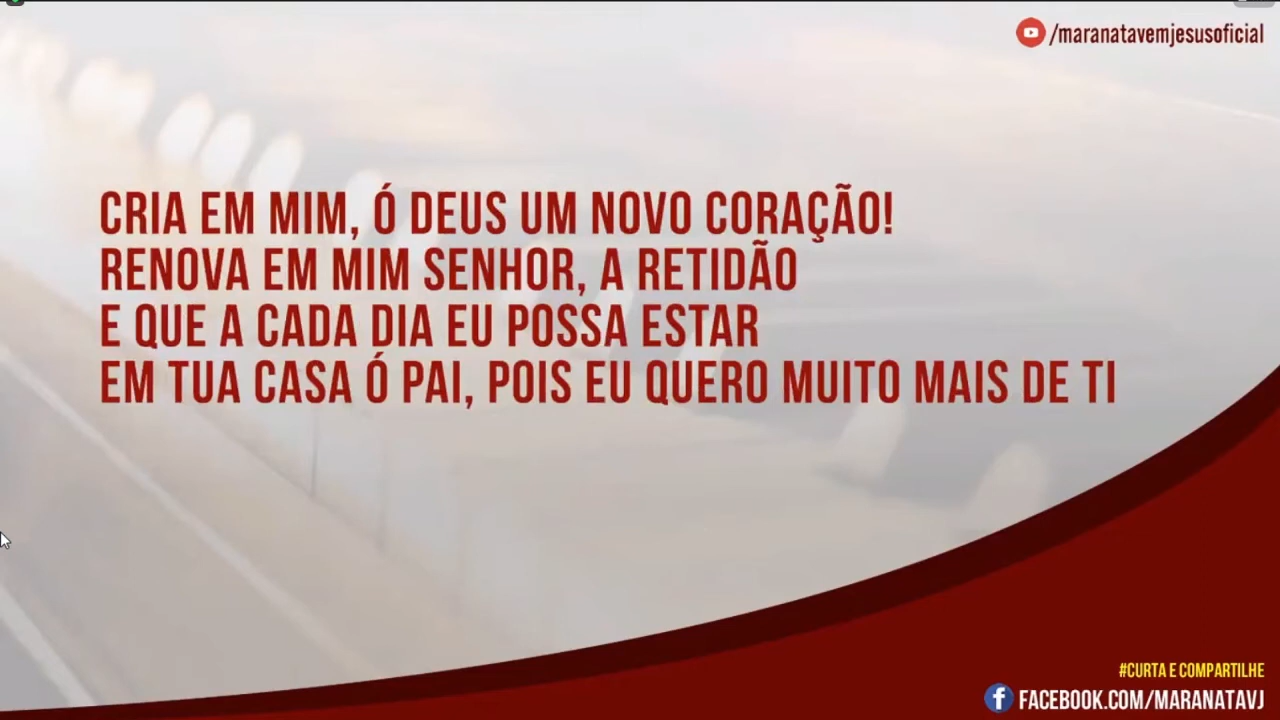 /maranatavemjesusoficial
CRIA EM MIM, Ó DEUS UM NOVO CORAÇÃO!
RENOVA EM MIM SENHOR, A RETIDÃO
E QUE A CADA DIA EU POSSA ESTAR
EM TUA CASA Ó PAI, POIS EU QUERO MUITO MAIS DE TI
#CURTA E COMPARTILHE
FACEBOOK.COM/MARANATAVJ